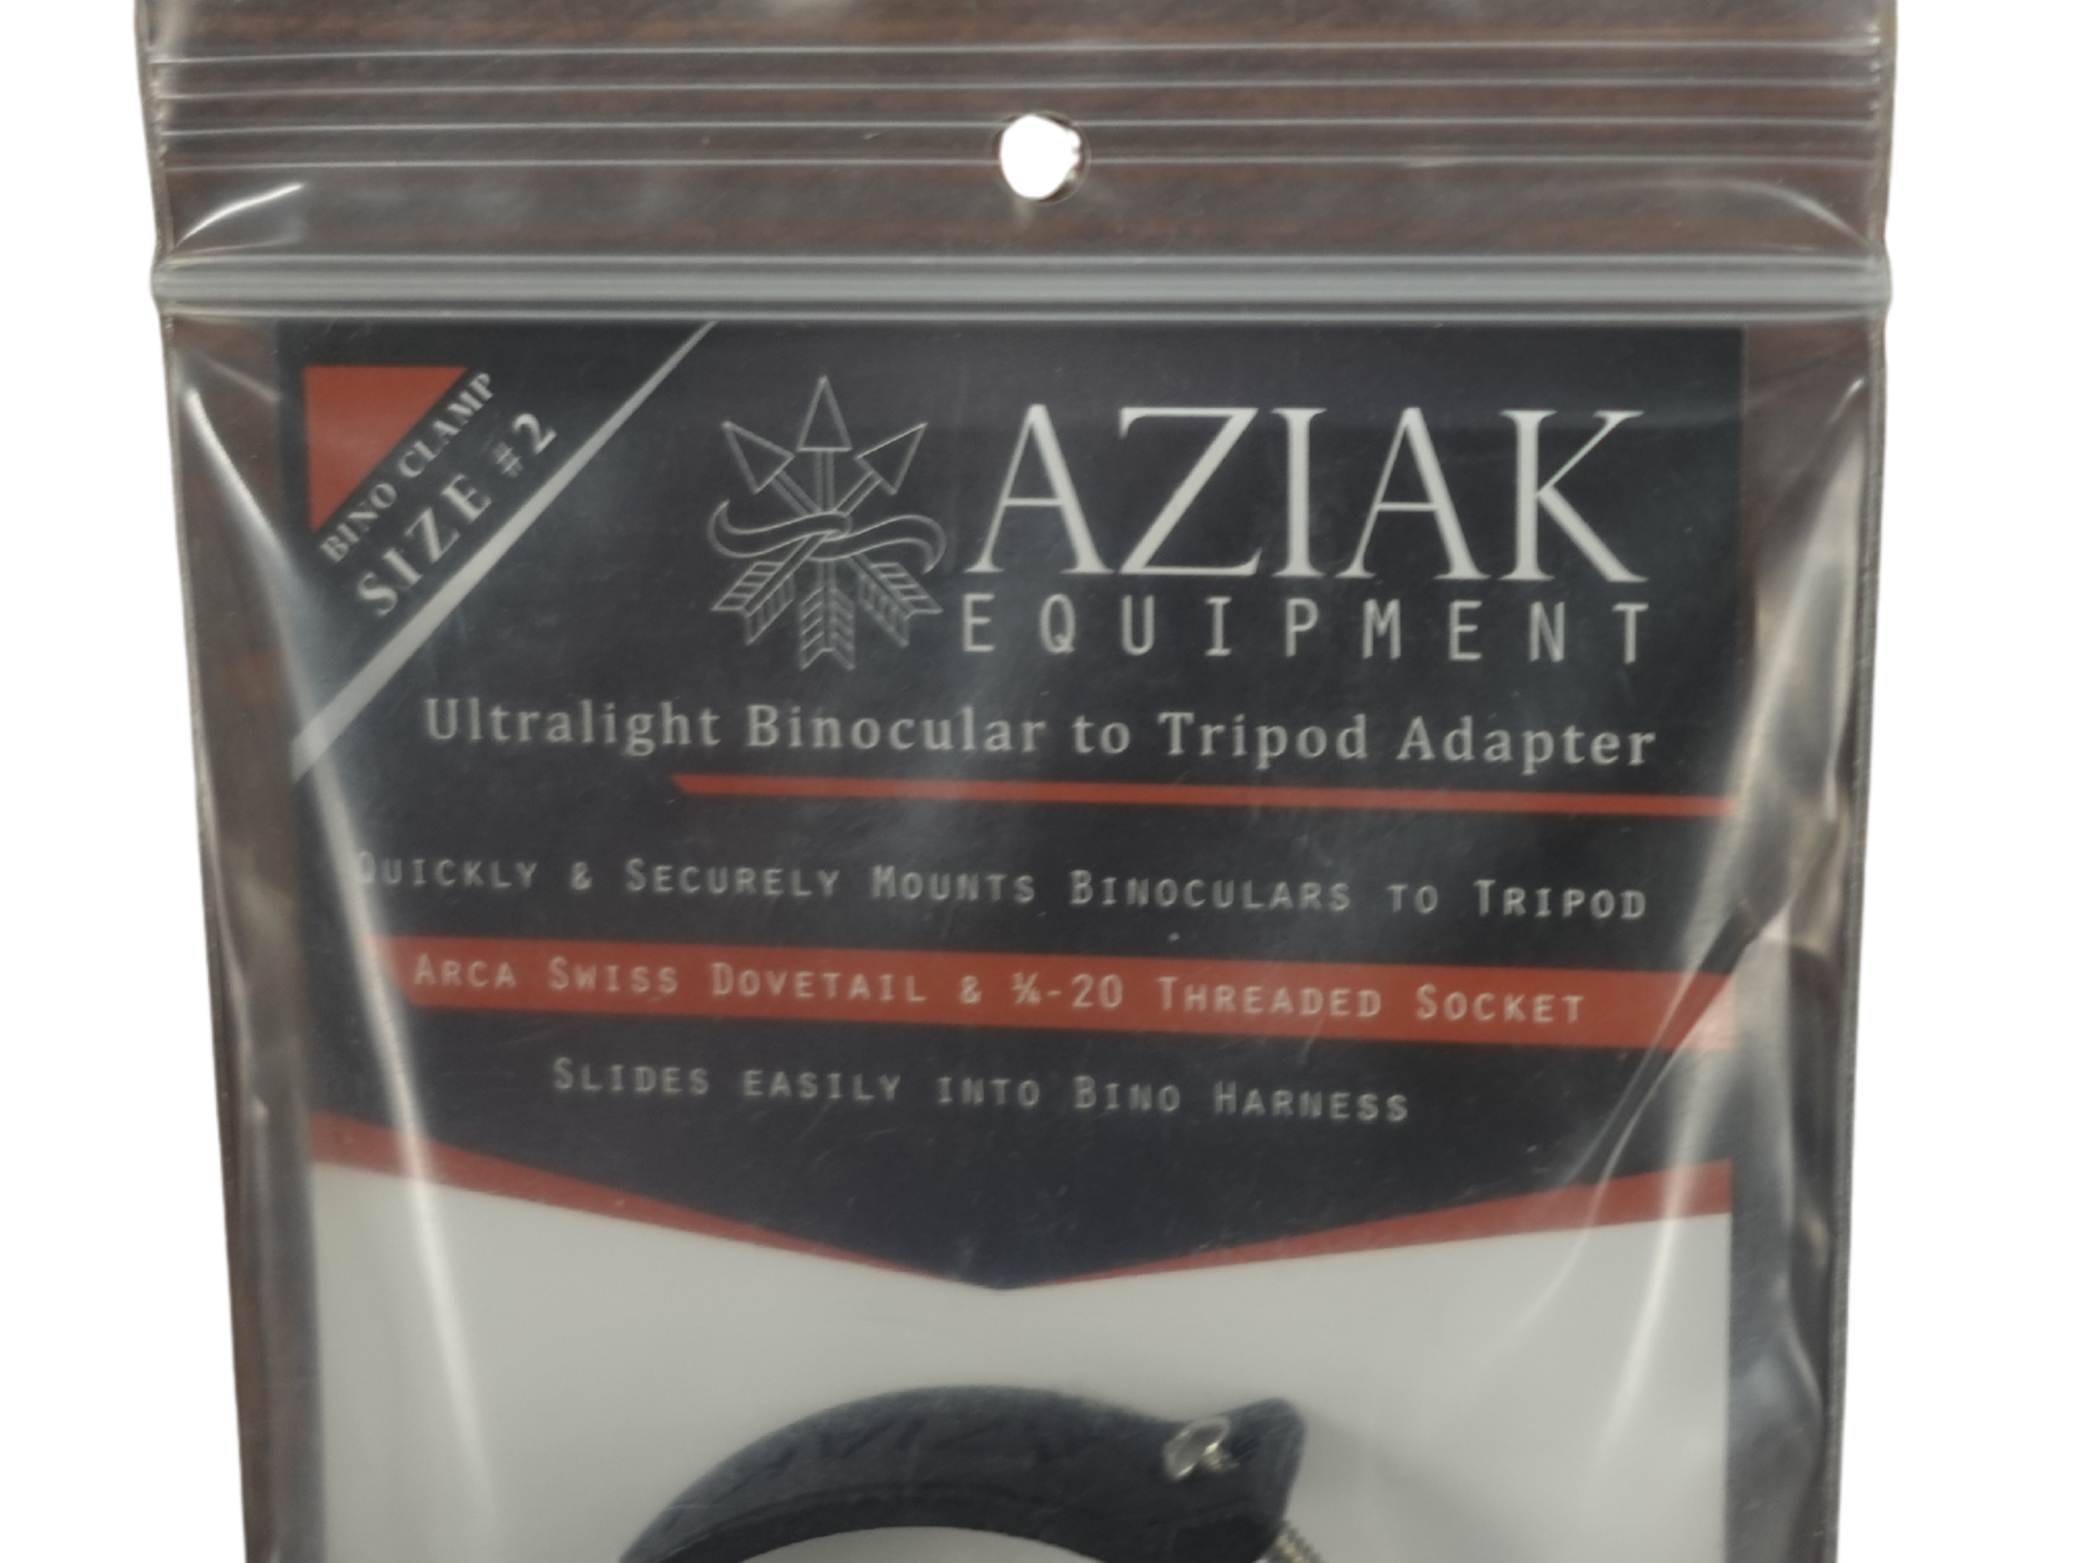 BINO CLAMP
SIZE #2
AZIAK
EQUIPMENT
Ultralight Binocular to Tripod Adapter
QUICKLY & SECURELY MOUNTS BINOCULARS TO TRIPOD
ARCA SWISS DOVETAIL & ¼-20 THREADED SOCKET
SLIDES EASILY INTO BINO HARNESS